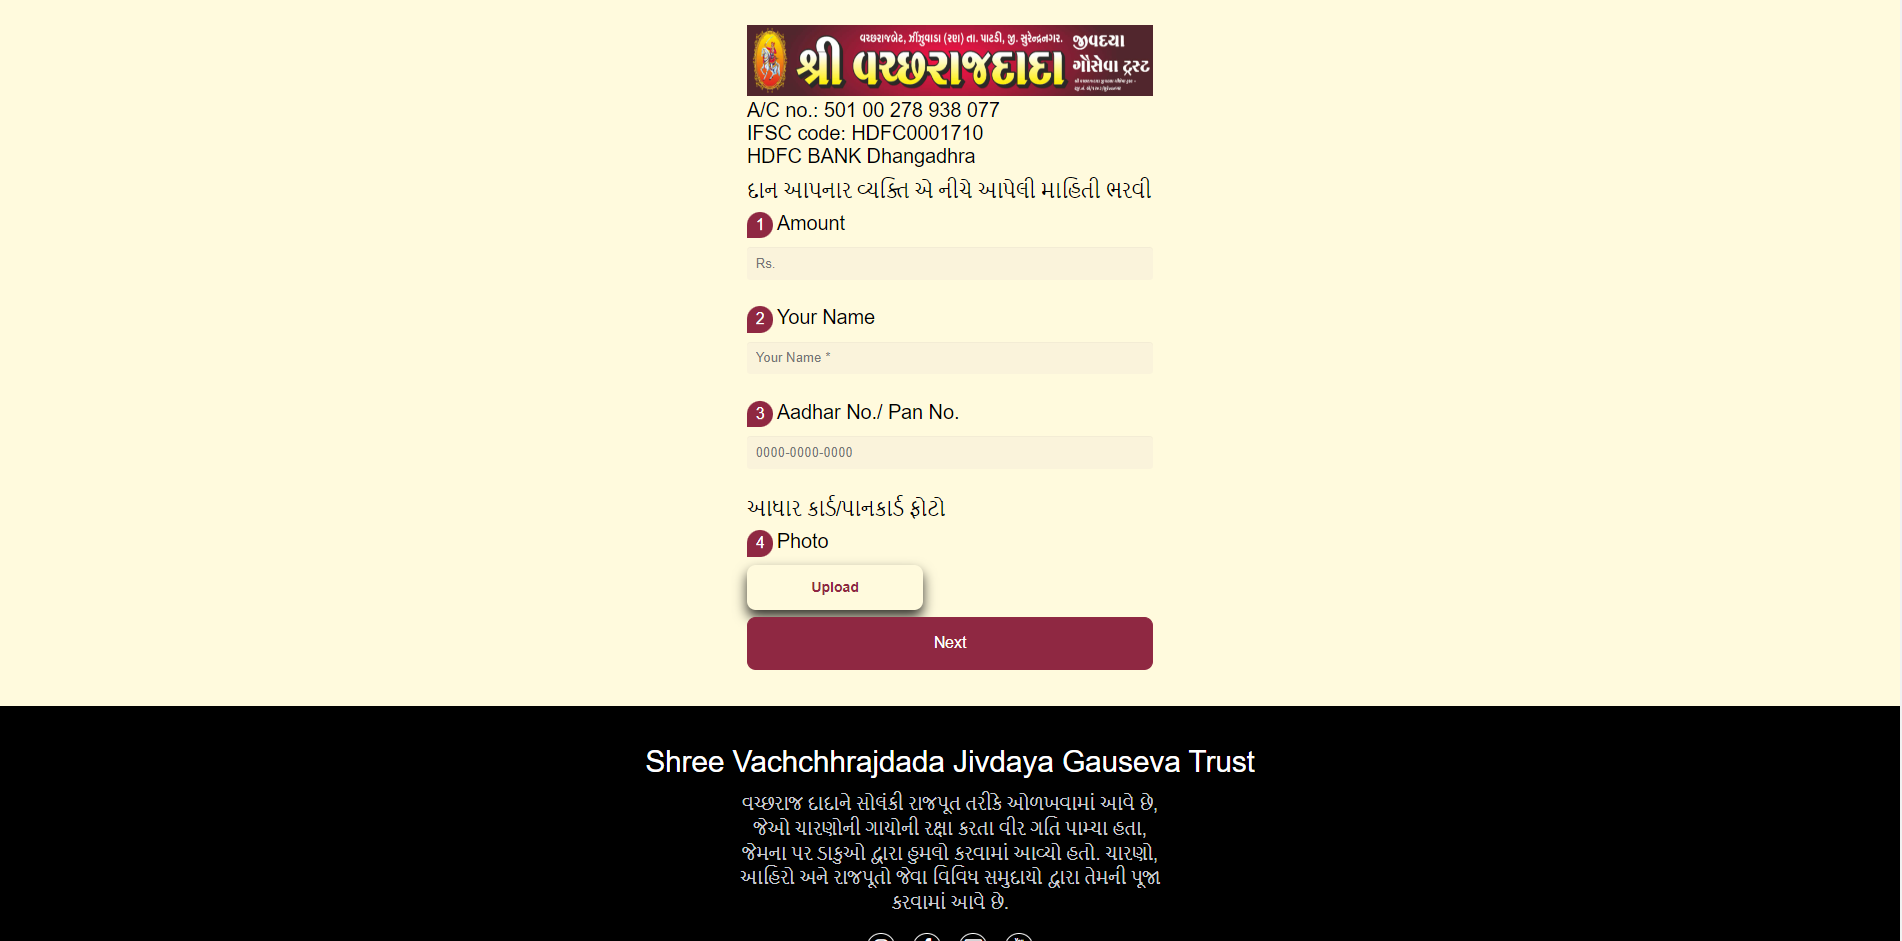 વચ્છરાજબેટ, ઝીંઝુવાડા (રણ) તા. પાટડી, જી. સુરેન્દ્રનગર.
શ્રી વચ્છરાજદાદા
જીવદયા
ગૌસેવા ટ્રસ્ટ
A/C no.: 501 00 278 938 077
IFSC code: HDFC0001710
HDFC BANK Dhangadhra
દાન આપનાર વ્યક્તિ એ નીચે આપેલી માહિતી ભરવી
1 Amount
Rs.
2 Your Name
Your Name *
3 Aadhar No./ Pan No.
0000-0000-0000
આધાર કાર્ડ/પાનકાર્ડ ફોટો
4 Photo
Upload
Next
Shree Vachchhrajdada Jivdaya Gauseva Trust
વચ્છરાજ દાદાને સોલંકી રાજપૂત તરીકે ઓળખવામાં આવે છે,
જેઓ ચારણોની ગાયોની રક્ષા કરતા વીર ગતિ પામ્યા હતા,
જેમના પર ડાકુઓ દ્વારા હુમલો કરવામાં આવ્યો હતો. ચારણો,
આહિરો અને રાજપૂતો જેવા વિવિધ સમુદાયો દ્વારા તેમની પૂજા
કરવામાં આવે છે.